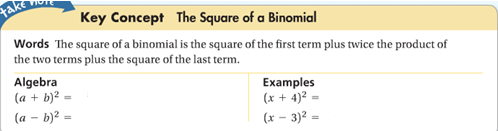 take note
Key Concept The Square of a Binomial
Words The square of a binomial is the square of the first term plus twice the product of
the two terms plus the square of the last term.
Algebra
(a + b)² =
(a − b)² =
Examples
(x + 4)² =
(x − 3)² =